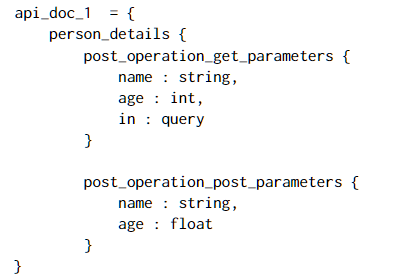 api_doc_1  = {
    person_details {
        post_operation_get_parameters {
            name : string,
            age : int,
            in : query
        }

        post_operation_post_parameters {
            name : string,
            age : float
        }
}